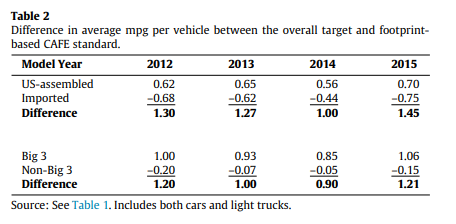 Table 2
Difference in average mpg per vehicle between the overall target and footprint-
based CAFE standard.
Model Year 2012 2013 2014 2015
US-assembled 0.62 0.65 0.56 0.70
Imported −0.68 −0.62 −0.44 −0.75
Difference 1.30 1.27 1.00 1.45
Big 3 1.00 0.93 0.85 1.06
Non-Big 3 −0.20 −0.07 −0.05 −0.15
Difference 1.20 1.00 0.90 1.21
Source: See Table 1. Includes both cars and light trucks.